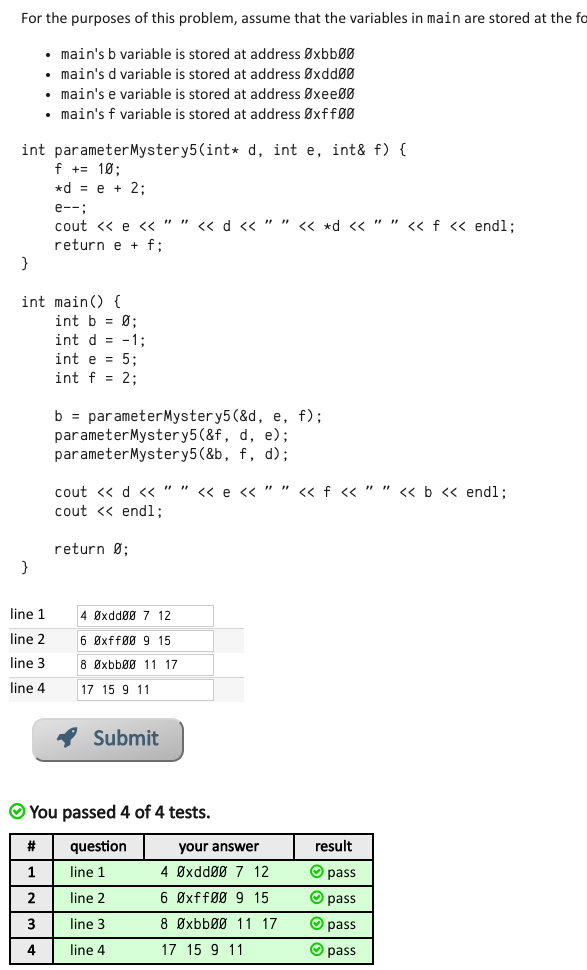 For the purposes of this problem, assume that the variables in main are stored at the fo
• main's b variable is stored at address 0xbb00
• main's d variable is stored at address 0xdd00
• main's e variable is stored at address 0xee00
• main's f variable is stored at address 0xff00
int parameterMystery5(int* d, int e, int& f) {
    f += 10;
    *d = e + 2;
    e--;
    cout << e << " " << d << " " << *d << " " << f << endl;
    return e + f;
}
int main() {
    int b = 0;
    int d = -1;
    int e = 5;
    int f = 2;
    b = parameterMystery5(&d, e, f);
    parameterMystery5(&f, d, e);
    parameterMystery5(&b, f, d);
    cout << d << " " << e << " " << f << " " << b << endl;
    cout << endl;
    return 0;
}
line 1 4 0xdd00 7 12
line 2 6 0xff00 9 15
line 3 8 0xbb00 11 17
line 4 17 15 9 11
Submit
You passed 4 of 4 tests.
# question your answer result
1 line 1 4 0xdd00 7 12 pass
2 line 2 6 0xff00 9 15 pass
3 line 3 8 0xbb00 11 17 pass
4 line 4 17 15 9 11 pass